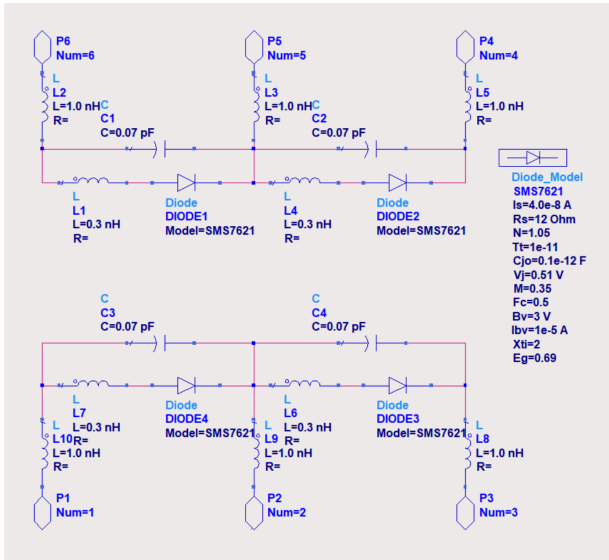 P6
Num=6
P5
Num=5
P4
Num=4
L
L2
L=1.0 nH
R=
C
C1
C=0.07 pF
L
L3
L=1.0 nH
R=
C
C2
C=0.07 pF
L
L5
L=1.0 nH
R=
L
L1
L=0.3 nH
R=
Diode
DIODE1
Model=SMS7621
L
L4
L=0.3 nH
R=
Diode
DIODE2
Model=SMS7621
Diode_Model
SMS7621
Is=4.0e-8 A
Rs=12 Ohm
N=1.05
Tt=1e-11
Cjo=0.1e-12 F
Vj=0.51 V
M=0.35
Fc=0.5
Bv=3 V
Ibv=1e-5 A
Xti=2
Eg=0.69
C
C3
C=0.07 pF
C
C4
C=0.07 pF
L
L7
L=0.3 nH
R=
Diode
DIODE4
Model=SMS7621
L
L6
L=0.3 nH
R=
Diode
DIODE3
Model=SMS7621
L
L10
L=1.0 nH
R=
L
L9
L=1.0 nH
R=
L
L8
L=1.0 nH
R=
P1
Num=1
P2
Num=2
P3
Num=3